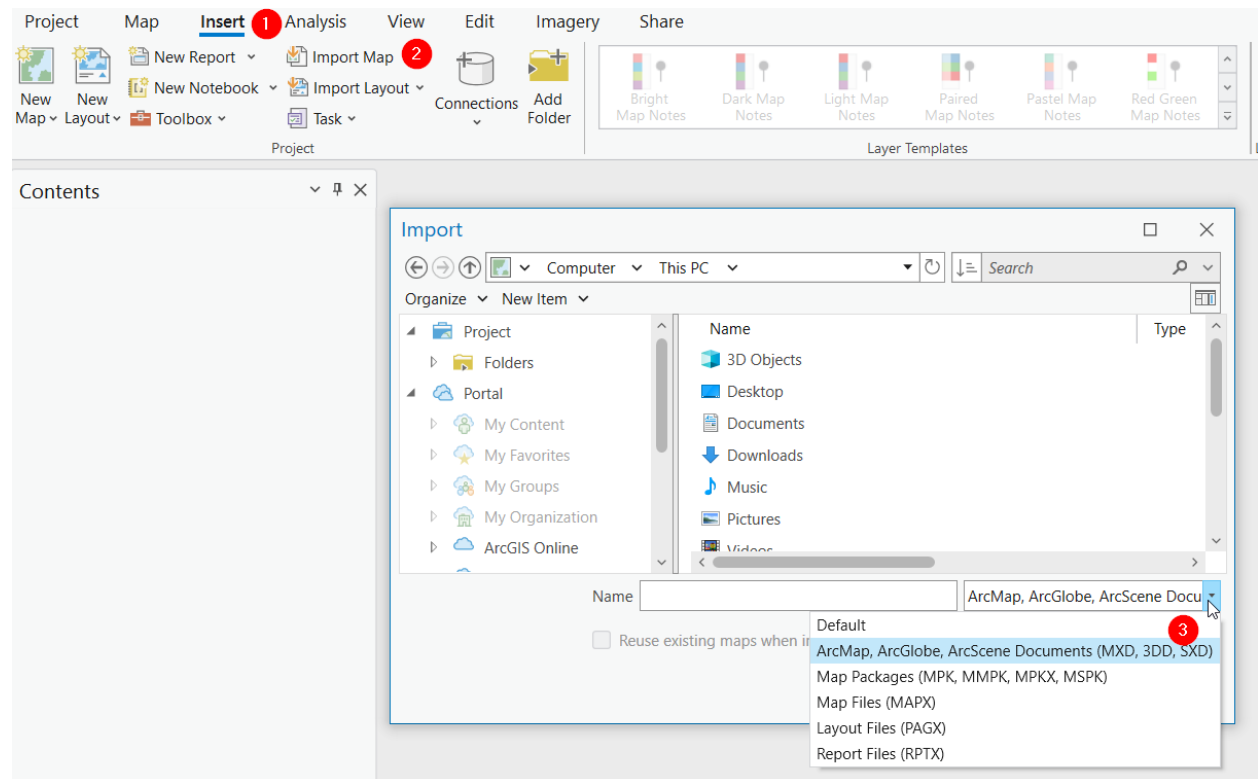 Project Map Insert 1 Analysis View Edit Imagery Share
New Map
New Layout
New Report
New Notebook
Toolbox
Import Map 2
Import Layout
Task
Connections
Add Folder
Project
Bright Map Notes
Dark Map Notes
Light Map Notes
Paired Map Notes
Pastel Map Notes
Red Green Map Notes
Layer Templates
Contents
Import
Computer This PC
Search
Organize New Item
Project
Folders
Portal
My Content
My Favorites
My Groups
My Organization
ArcGIS Online
Name Type
3D Objects
Desktop
Documents
Downloads
Music
Pictures
Videos
Name
ArcMap, ArcGlobe, ArcScene Docu
Reuse existing maps when i
Default
3
ArcMap, ArcGlobe, ArcScene Documents (MXD, 3DD, SXD)
Map Packages (MPK, MMPK, MPKX, MSPK)
Map Files (MAPX)
Layout Files (PAGX)
Report Files (RPTX)